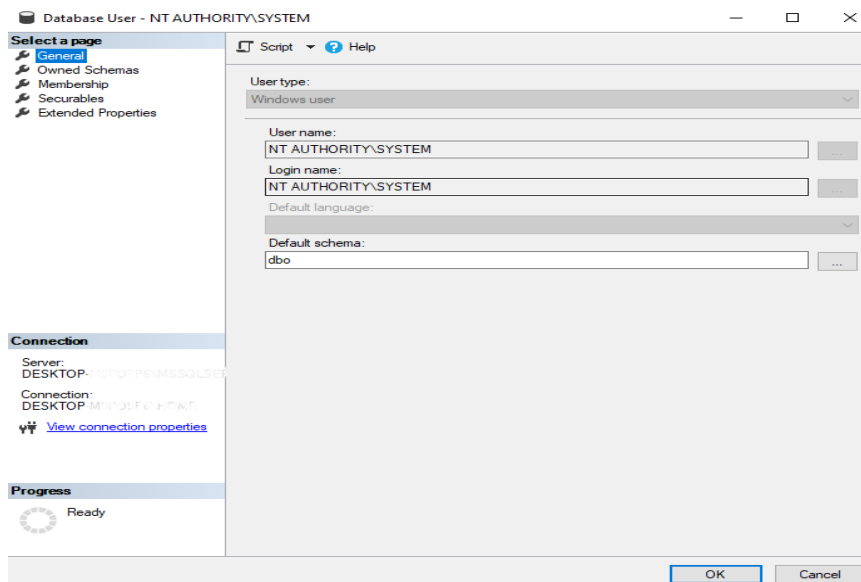 Database User - NT AUTHORITY\SYSTEM
Select a page
General
Owned Schemas
Membership
Securables
Extended Properties
Script
Help
User type:
Windows user
User name:
NT AUTHORITY\SYSTEM
...
Login name:
NT AUTHORITY\SYSTEM
...
Default language:
Default schema:
dbo
...
Connection
Server:
DESKTOP-
Connection:
DESKTOP
View connection properties
Progress
Ready
OK
Cancel